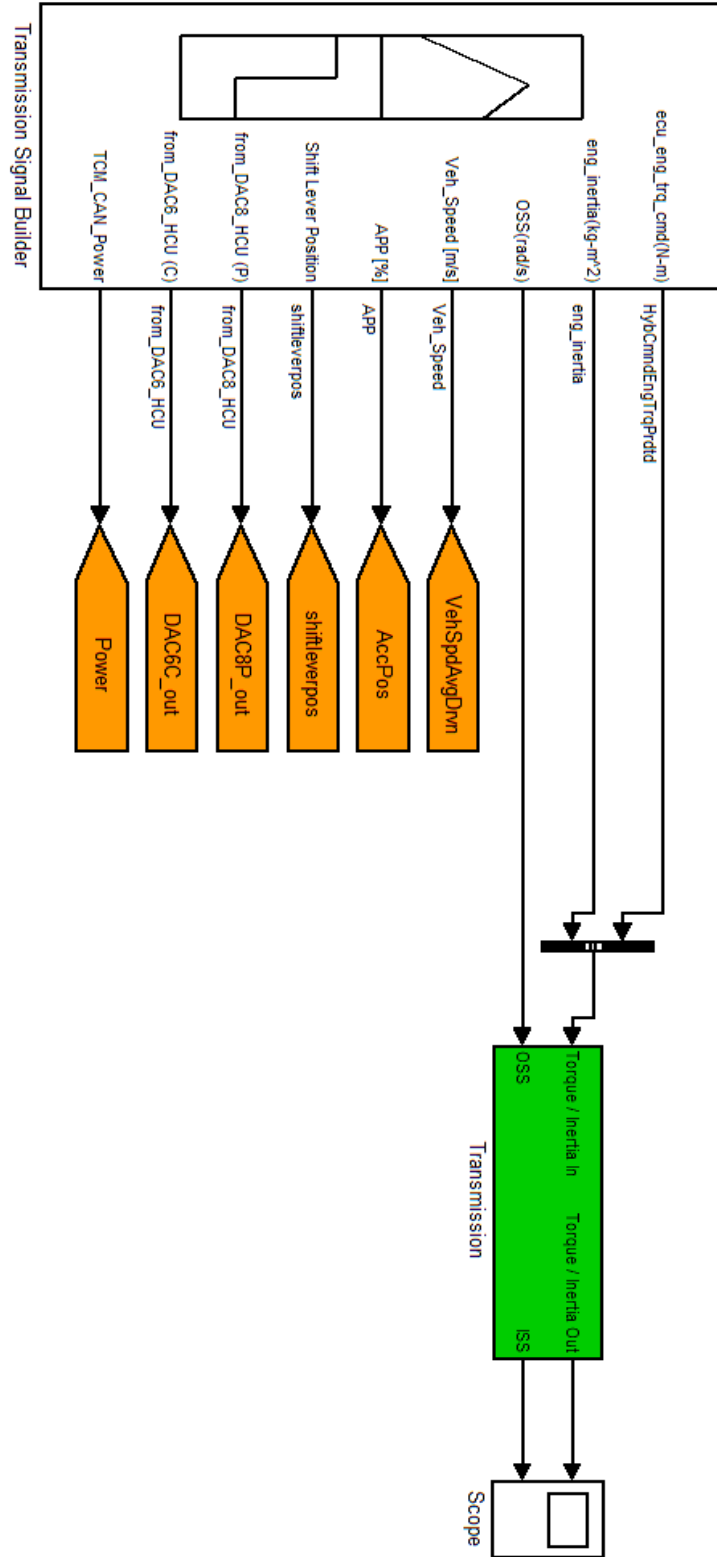 ecu_eng_trq_cmd(N-m)
HybCmndEngTrqPrdtd
eng_inertia(kg-m^2)
eng_inertia
OSS(rad/s)
Veh_Speed [m/s]
Veh_Speed
VehSpdAvgDrvn
APP [%]
APP
AccPos
Shift Lever Position
shiftleverpos
shiftleverpos
from_DAC8_HCU (P)
from_DAC8_HCU
DAC8P_out
from_DAC6_HCU (C)
from_DAC6_HCU
DAC6C_out
TCM_CAN_Power
Power
Transmission Signal Builder
Torque / Inertia In
Torque / Inertia Out
OSS
ISS
Transmission
Scope